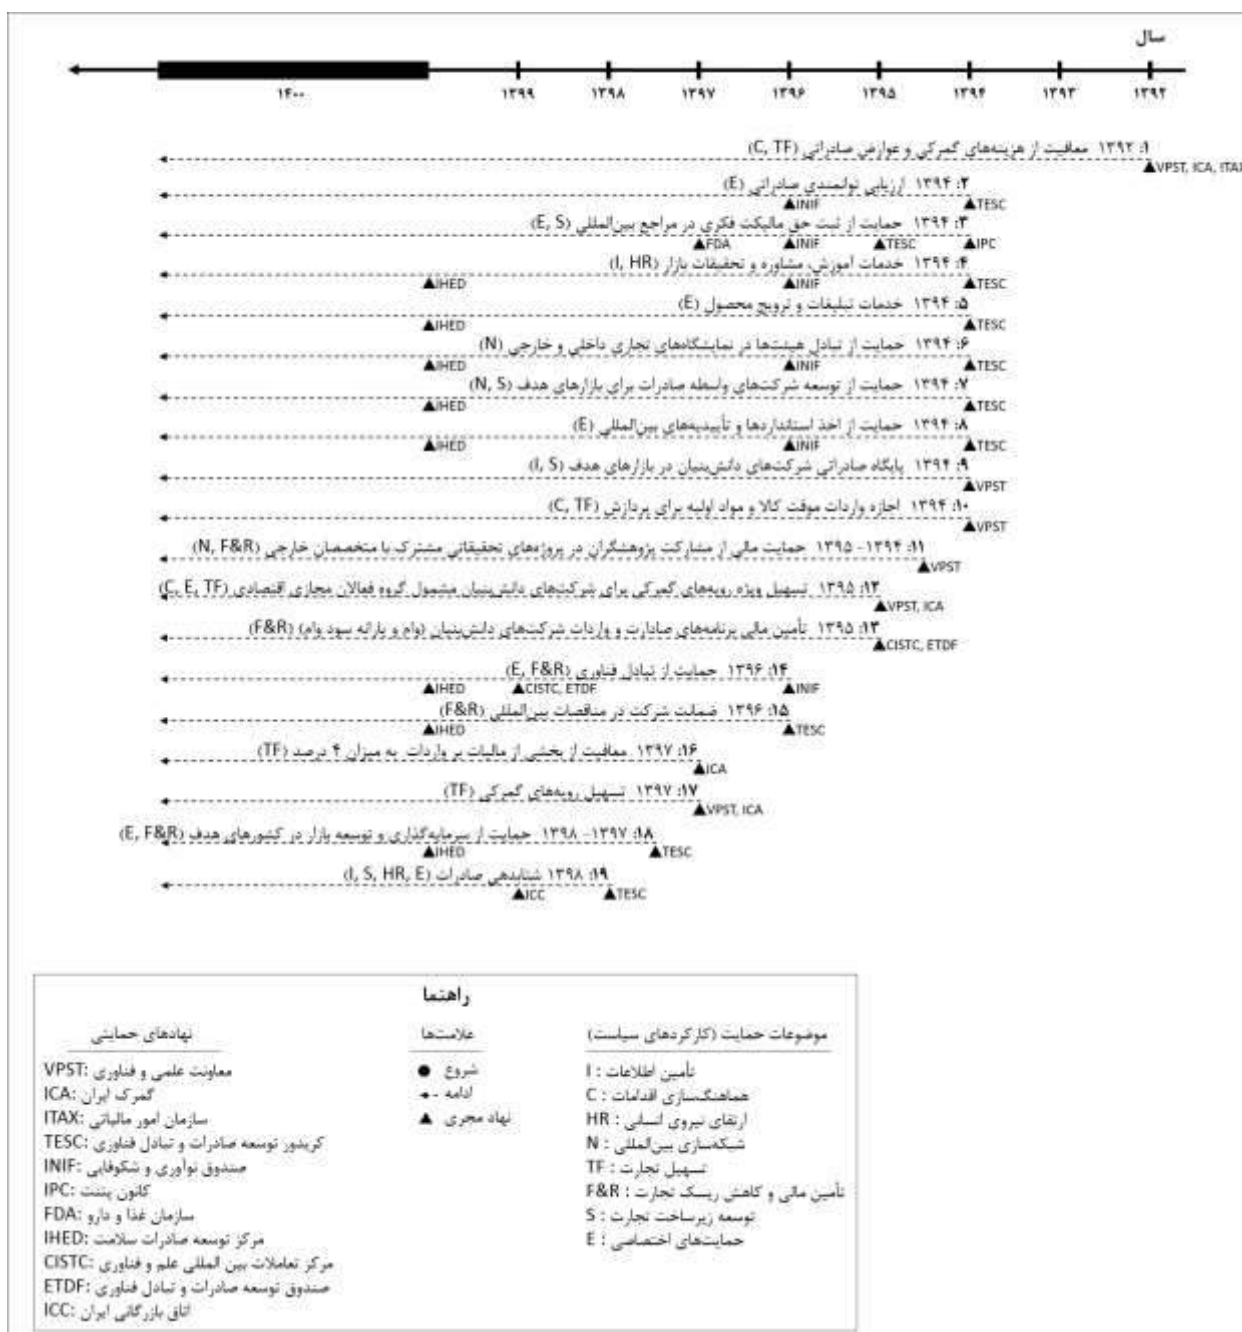 سال
۱۳۹۲ ۱۳۹۳ ۱۳۹۴ ۱۳۹۵ ۱۳۹۶ ۱۳۹۷ ۱۳۹۸ ۱۳۹۹ ۱۴۰۰
۱: ۱۳۹۲ معافیت از هزینه‌های گمرکی و عوارض صادراتی (C, TF)
VPST, ICA, ITAX
۲: ۱۳۹۴ ارزیابی توانمندی صادراتی (E)
TESC INIF
۳: ۱۳۹۴ حمایت از ثبت حق مالیکت فکری در مراجع بین‌المللی (E, S)
IPC TESC INIF FDA
۴: ۱۳۹۴ خدمات آموزش، مشاوره و تحقیقات بازار (I, HR)
TESC INIF IHED
۵: ۱۳۹۴ خدمات تبلیغات و ترویج محصول (E)
TESC IHED
۶: ۱۳۹۴ حمایت از تبادل هیئت‌ها در نمایشگاه‌های تجاری داخلی و خارجی (N)
TESC INIF IHED
۷: ۱۳۹۴ حمایت از توسعه شرکت‌های واسطه صادرات برای بازارهای هدف (N, S)
TESC IHED
۸: ۱۳۹۴ حمایت از اخذ استانداردها و تأییدیه‌های بین‌المللی (E)
TESC INIF IHED
۹: ۱۳۹۴ پایگاه صادراتی شرکت‌های دانش‌بنیان در بازارهای هدف (I, S)
VPST
۱۰: ۱۳۹۴ اجازه واردات موقت کالا و مواد اولیه برای پردازش (C, TF)
VPST
۱۱: ۱۳۹۴- ۱۳۹۵ حمایت مالی از مشارکت پژوهشگران در پروژه‌های تحقیقاتی مشترک با متخصصان خارجی (N, F&R)
VPST
۱۲: ۱۳۹۵ تسهیل ویژه رویه‌های گمرکی برای شرکت‌های دانش‌بنیان مشمول گروه فعالان مجازی اقتصادی (C, E, TF)
VPST, ICA
۱۳: ۱۳۹۵ تأمین مالی برنامه‌های صادارت و واردات شرکت‌های دانش‌بنیان (وام و یارانه سود وام) (F&R)
CISTC, ETDF
۱۴: ۱۳۹۶ حمایت از تبادل فناوری (E, F&R)
INIF CISTC, ETDF IHED
۱۵: ۱۳۹۶ ضمانت شرکت در مناقصات بین‌المللی (F&R)
TESC IHED
۱۶: ۱۳۹۷ معافیت از بخشی از مالیات بر واردات به میزان ۴ درصد (TF)
ICA
۱۷: ۱۳۹۷ تسهیل رویه‌های گمرکی (TF)
VPST, ICA
۱۸: ۱۳۹۷- ۱۳۹۸ حمایت از سرمایه‌گذاری و توسعه بازار در کشورهای هدف (E, F&R)
TESC IHED
۱۹: ۱۳۹۸ شتابدهی صادرات (I, S, HR, E)
TESC ICC
راهنما
موضوعات حمایت (کارکردهای سیاست)
تأمین اطلاعات : I
هماهنگ‌سازی اقدامات : C
ارتقای نیروی انسانی : HR
شبکه‌سازی بین‌المللی : N
تسهیل تجارت : TF
تأمین مالی و کاهش ریسک تجارت : F&R
توسعه زیرساخت تجارت : S
حمایت‌های اختصاصی : E
علامت‌ها
شروع
ادامه
نهاد مجری
نهادهای حمایتی
معاونت علمی و فناوری :VPST
گمرک ایران :ICA
سازمان امور مالیاتی :ITAX
کریدور توسعه صادرات و تبادل فناوری :TESC
صندوق نوآوری و شکوفایی :INIF
کانون پتنت :IPC
سازمان غذا و دارو :FDA
مرکز توسعه صادرات سلامت :IHED
مرکز تعاملات بین المللی علم و فناوری :CISTC
صندوق توسعه صادرات و تبادل فناوری :ETDF
اتاق بازرگانی ایران :ICC